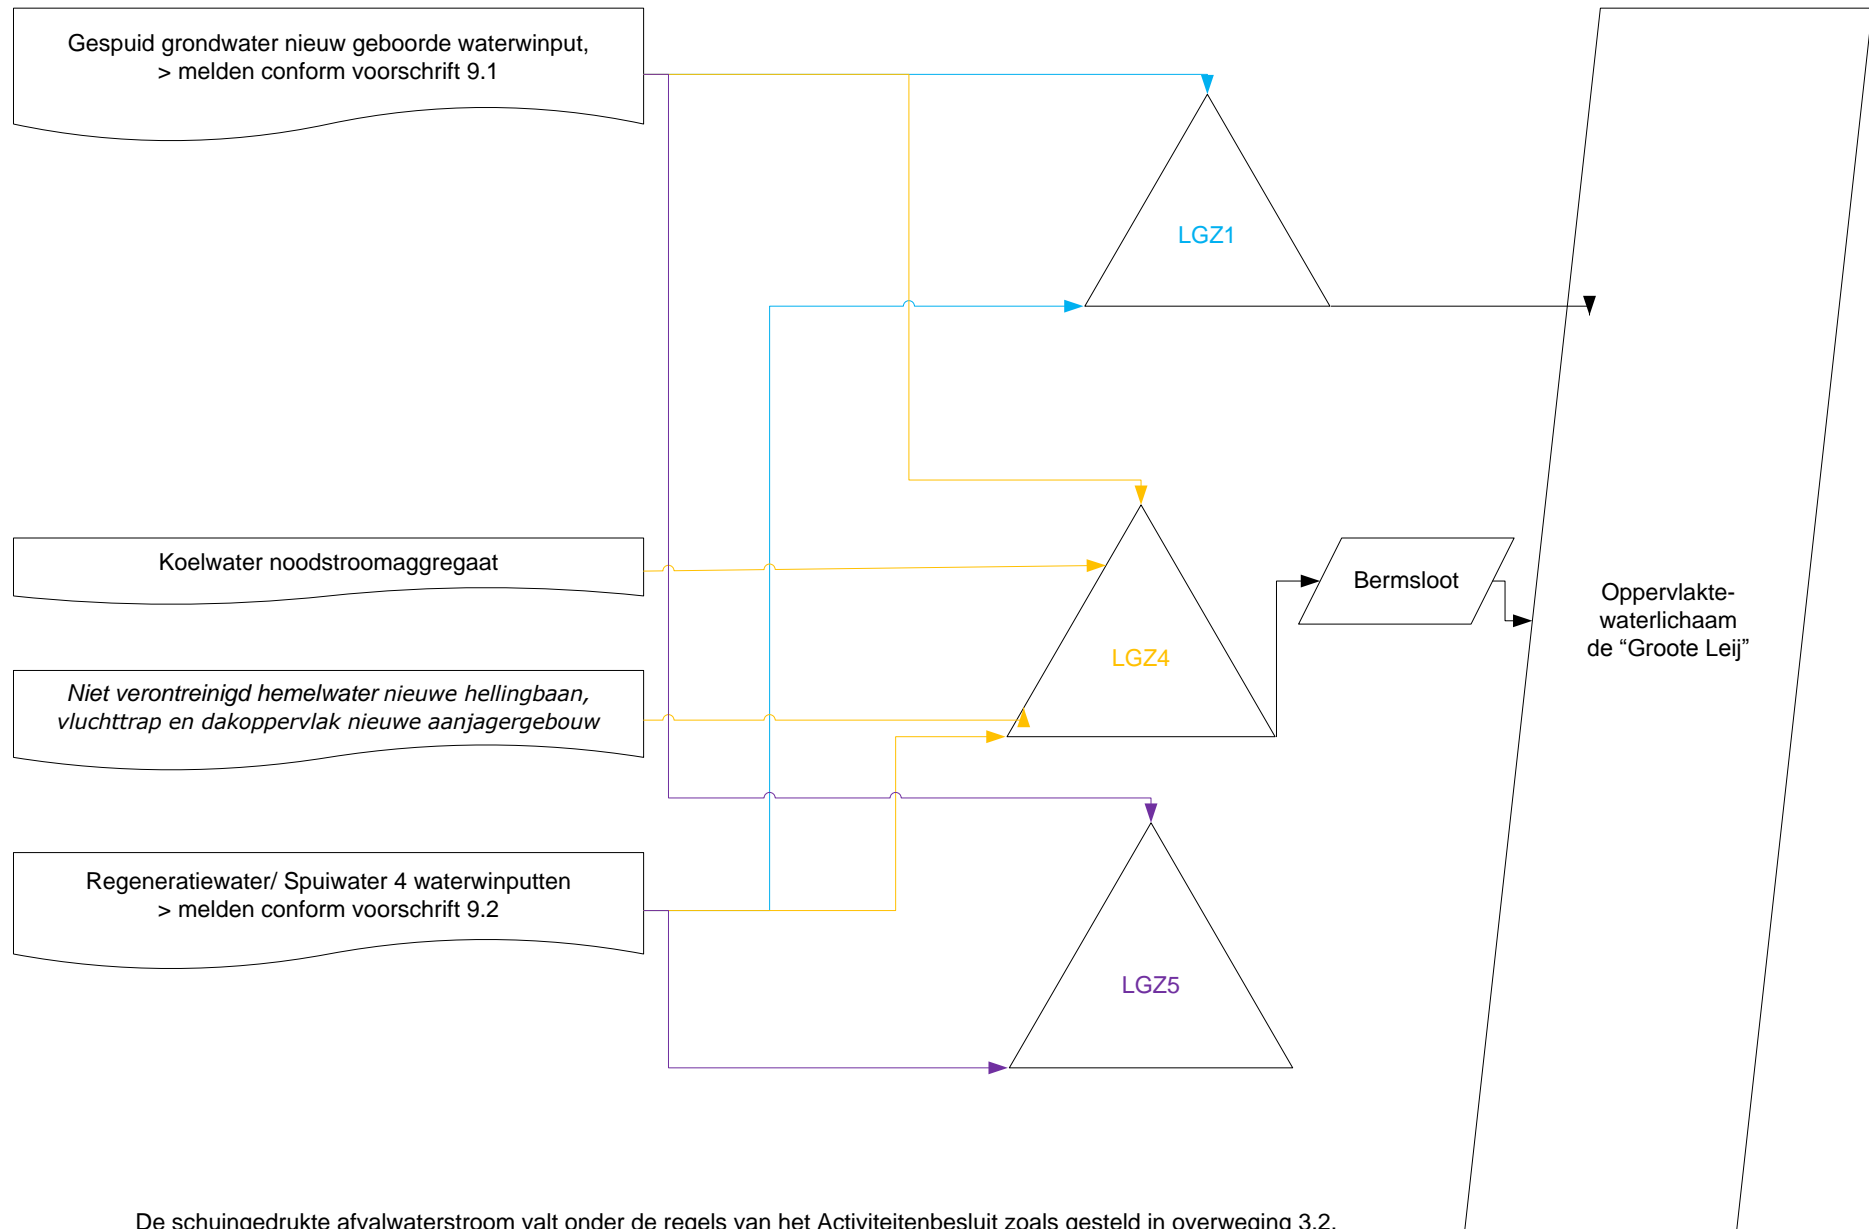 Gespuid grondwater nieuw geboorde waterwinput,
> melden conform voorschrift 9.1
LGZ1
Koelwater noodstroomaggregaat
Bermsloot
Oppervlakte-
waterlichaam
de “Groote Leij”
LGZ4
Niet verontreinigd hemelwater nieuwe hellingbaan,
vluchttrap en dakoppervlak nieuwe aanjagergebouw
Regeneratiewater/ Spuiwater 4 waterwinputten
> melden conform voorschrift 9.2
LGZ5
De schuingedrukte afvalwaterstroom valt onder de regels van het Activiteitenbesluit zoals gesteld in overweging 3.2.